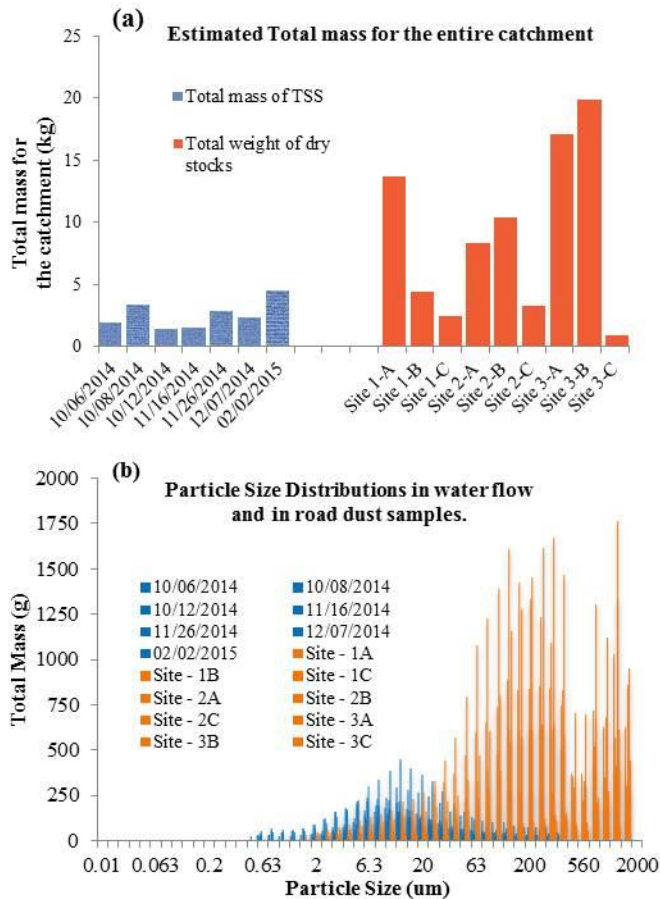 (a) Estimated Total mass for the entire catchment
25
20
15
10
5
0
Total mass for
the catchment (kg)
Total mass of TSS
Total weight of dry
stocks
10/06/2014
10/08/2014
10/12/2014
11/16/2014
11/26/2014
12/07/2014
02/02/2015
Site 1-A
Site 1-B
Site 1-C
Site 2-A
Site 2-B
Site 2-C
Site 3-A
Site 3-B
Site 3-C
(b) Particle Size Distributions in water flow
and in road dust samples.
2000
1750
1500
1250
1000
750
500
250
0
Total Mass (g)
10/06/2014 10/08/2014
10/12/2014 11/16/2014
11/26/2014 12/07/2014
02/02/2015 Site - 1A
Site - 1B Site - 1C
Site - 2A Site - 2B
Site - 2C Site - 3A
Site - 3B Site - 3C
0.01 0.063 0.2 0.63 2 6.3 20 63 200 560 2000
Particle Size (um)